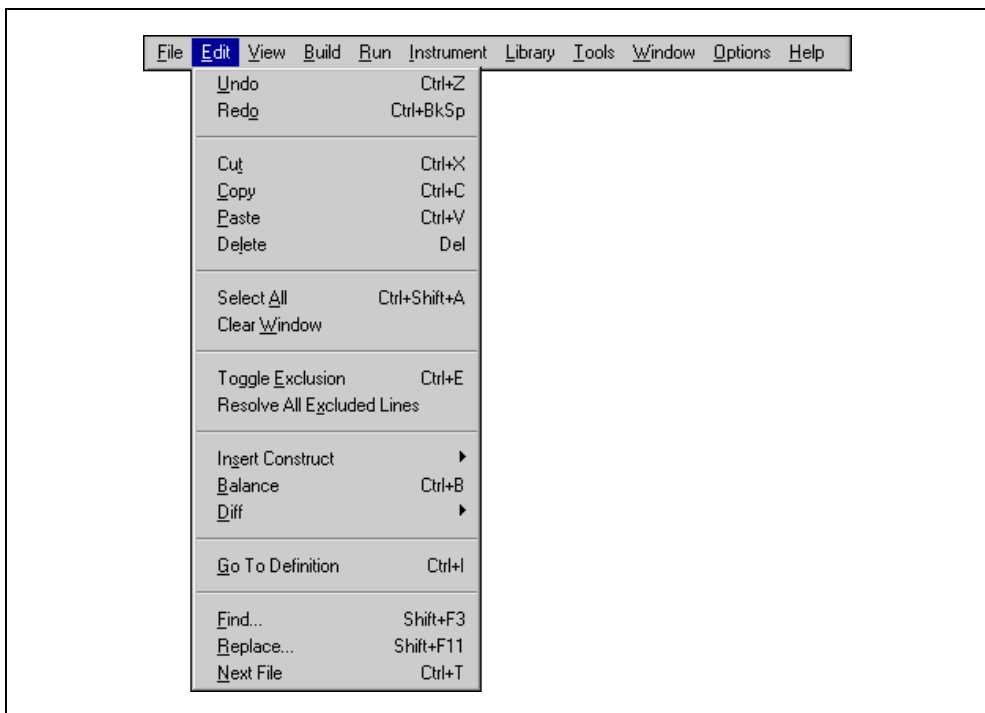 File Edit View Build Run Instrument Library Tools Window Options Help
Undo Ctrl+Z
Redo Ctrl+BkSp
Cut Ctrl+X
Copy Ctrl+C
Paste Ctrl+V
Delete Del
Select All Ctrl+Shift+A
Clear Window
Toggle Exclusion Ctrl+E
Resolve All Excluded Lines
Insert Construct
Balance Ctrl+B
Diff
Go To Definition Ctrl+I
Find... Shift+F3
Replace... Shift+F11
Next File Ctrl+T